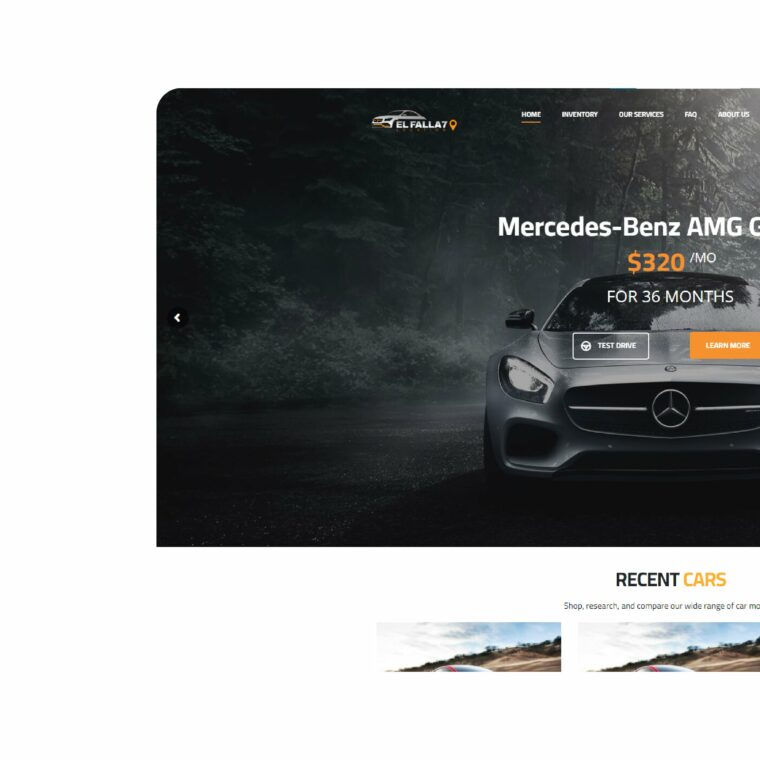 EL FALLA7
HOME INVENTORY OUR SERVICES FAQ ABOUT US
Mercedes-Benz AMG G
$320 /MO
FOR 36 MONTHS
TEST DRIVE LEARN MORE
RECENT CARS
Shop, research, and compare our wide range of car mo